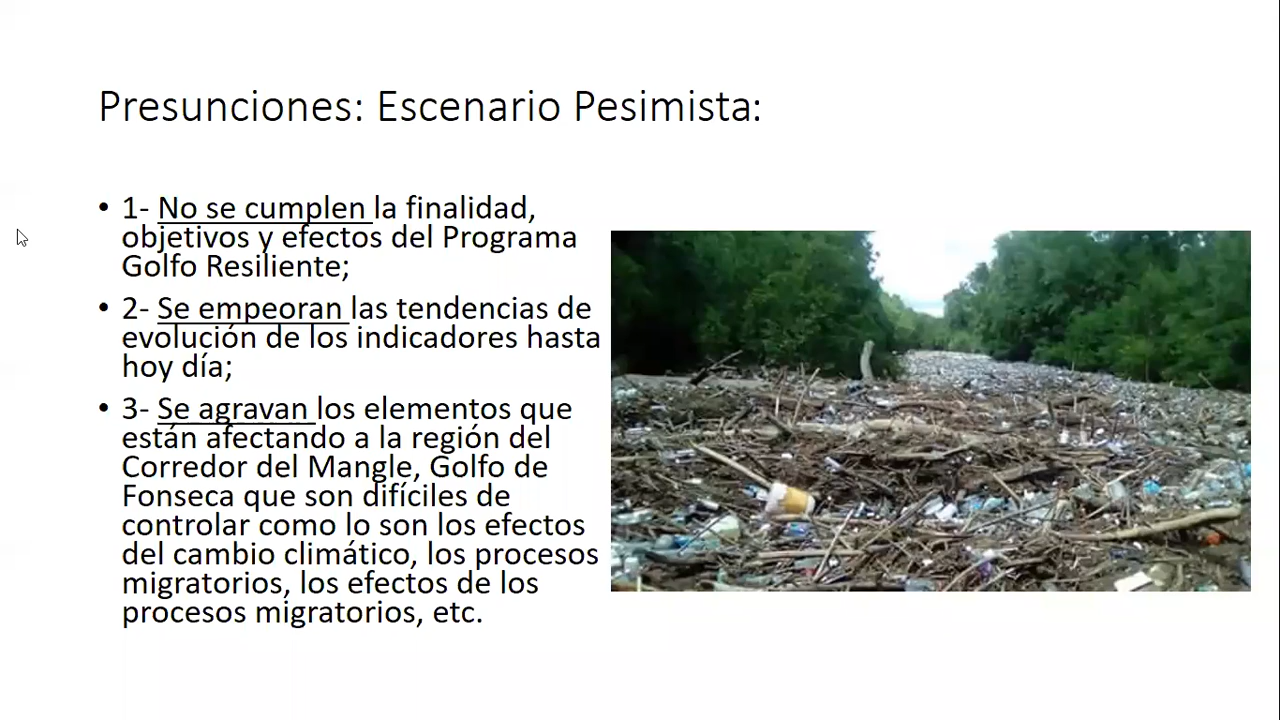 Presunciones: Escenario Pesimista:
• 1- No se cumplen la finalidad,
objetivos y efectos del Programa
Golfo Resiliente;
• 2- Se empeoran las tendencias de
evolución de los indicadores hasta
hoy día;
• 3- Se agravan los elementos que
están afectando a la región del
Corredor del Mangle, Golfo de
Fonseca que son difíciles de
controlar como lo son los efectos
del cambio climático, los procesos
migratorios, los efectos de los
procesos migratorios, etc.